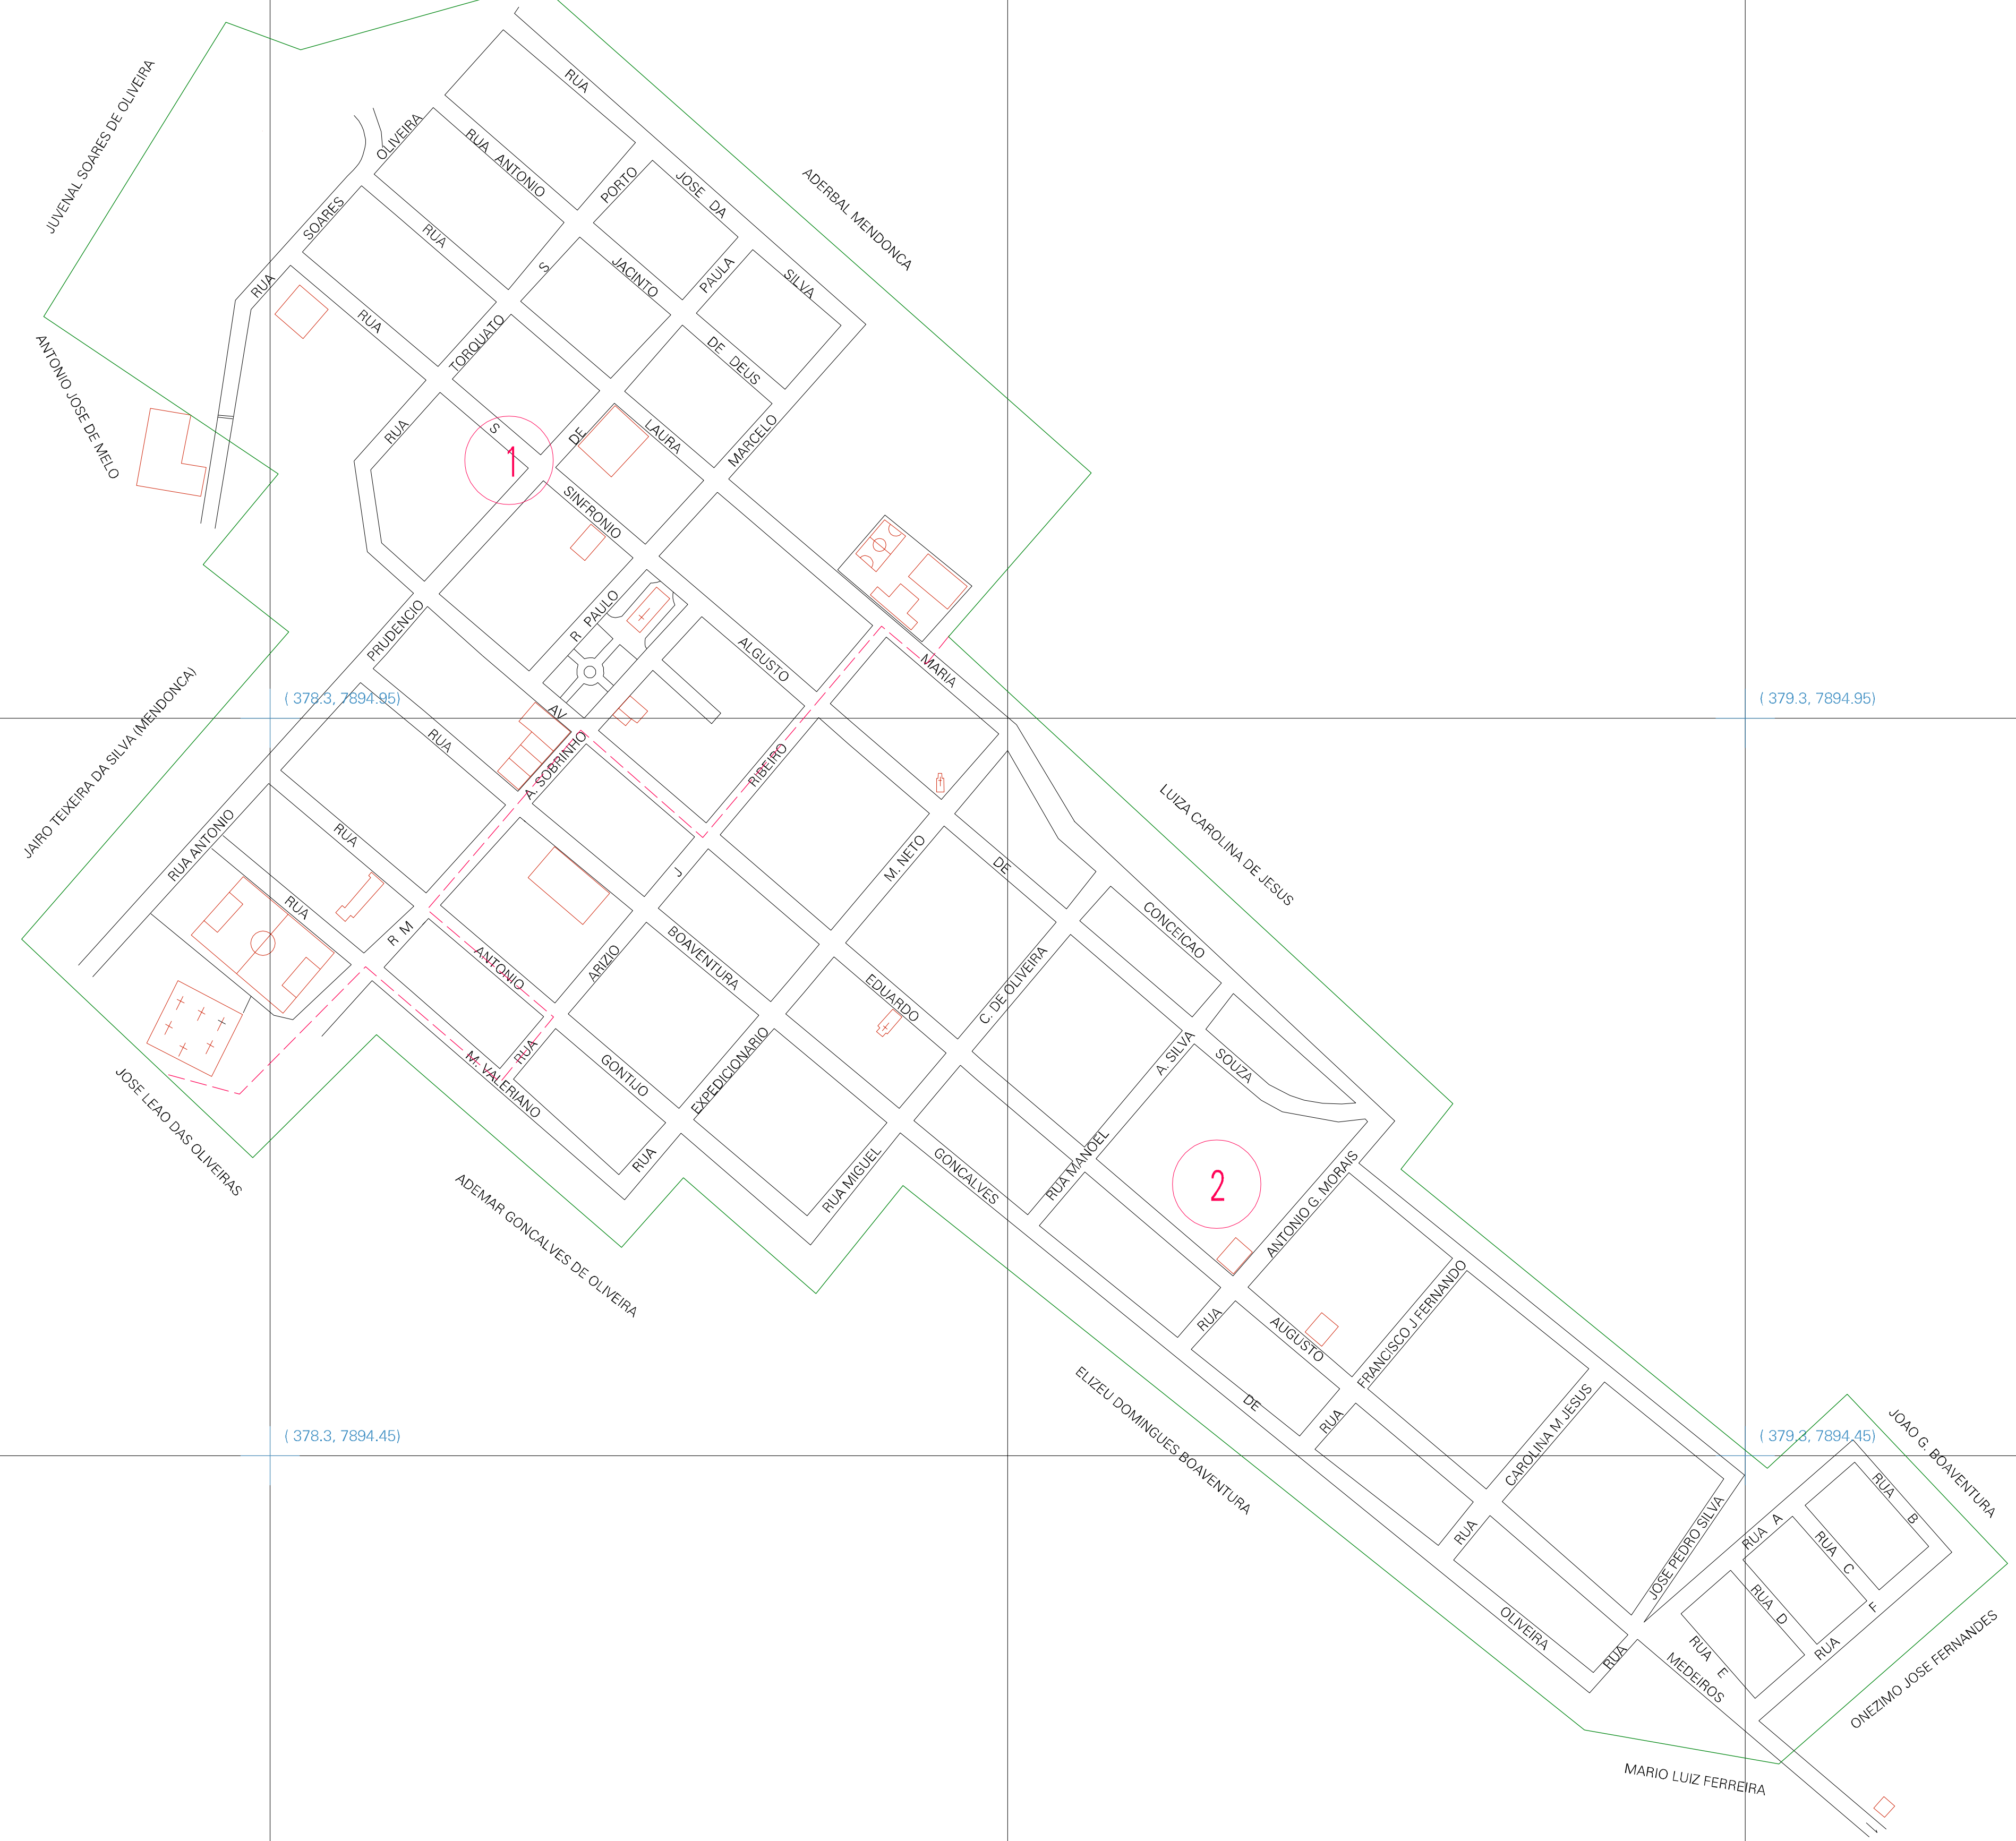 RUA
JUVENAL SOARES DE OLIVEIRA
OLIVEIRA
RUA ANTONIO
PORTO
JOSE DA
ADERBAL MENDONCA
SOARES
RUA
S
JACINTO
PAULA
SILVA
RUA
RUA
TORQUATO
DE DEUS
ANTONIO JOSE DE MELO
RUA
S
1
DE
LAURA
MARCELO
SINFRONIO
PRUDENCIO
R PAULO
ALGUSTO
MARIA
( 378.3, 7894.95)
( 379.3, 7894.95)
JAIRO TEIXEIRA DA SILVA (MENDONCA)
AV
RUA
A. SOBRINHO
RIBEIRO
LUIZA CAROLINA DE JESUS
RUA ANTONIO
RUA
J
M. NETO
DE
RUA
R M
ANTONIO
ARIZIO
BOAVENTURA
EDUARDO
C. DE OLIVEIRA
CONCEICAO
M. VALERIANO
RUA
GONTIJO
EXPEDICIONARIO
A. SILVA
SOUZA
JOSE LEAO DAS OLIVEIRAS
RUA
RUA MIGUEL
GONCALVES
RUA MANOEL
2
ANTONIO G. MORAIS
ADEMAR GONCALVES DE OLIVEIRA
RUA
AUGUSTO
FRANCISCO J FERNANDO
ELIZEU DOMINGUES BOAVENTURA
DE
RUA
CAROLINA M JESUS
( 378.3, 7894.45)
( 379.3, 7894.45)
JOAO G. BOAVENTURA
RUA
JOSE PEDRO SILVA
RUA A
RUA B
RUA C
RUA D
RUA E
RUA F
OLIVEIRA
RUA
MEDEIROS
ONEZIMO JOSE FERNANDES
MARIO LUIZ FERREIRA